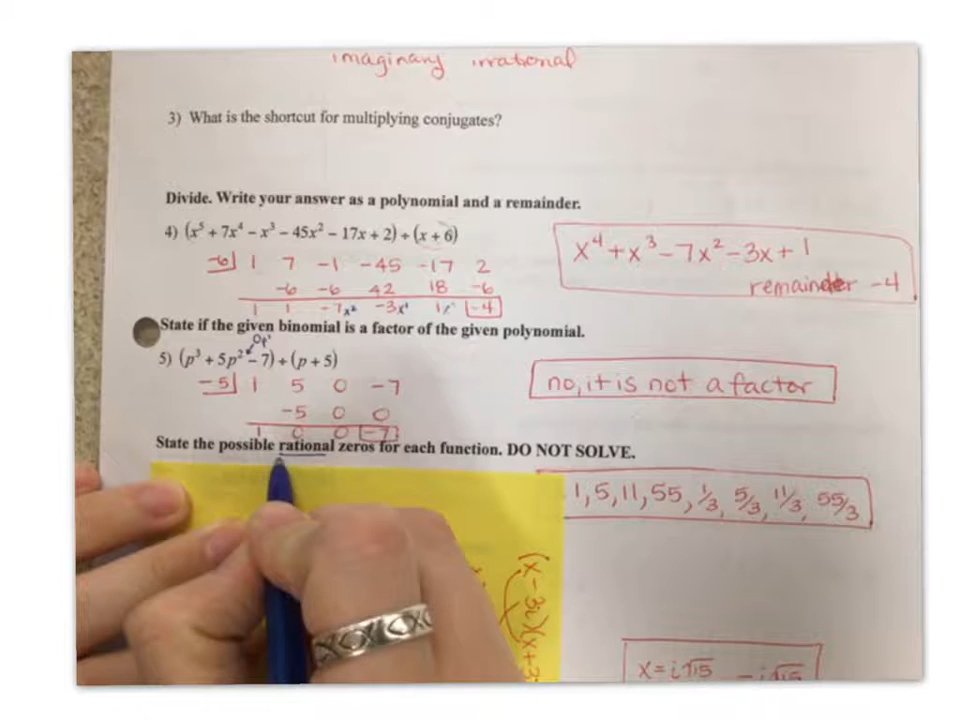 imaginary irrational
3) What is the shortcut for multiplying conjugates?
Divide. Write your answer as a polynomial and a remainder.
4) (x⁵ + 7x⁴ − x³ − 45x² − 17x + 2) ÷ (x + 6)
x⁴ + x³ − 7x² − 3x + 1
remainder −4
−6| 1 7 −1 −45 −17 2
−6 −6 42 18 −6
1 1 −7x² −3x 1 −4
State if the given binomial is a factor of the given polynomial.
0p¹
5) (p³ + 5p² − 7) ÷ (p + 5)
no, it is not a factor
−5| 1 5 0 −7
−5 0 0
1 0 0 −7
State the possible rational zeros for each function. DO NOT SOLVE.
1, 5, 11, 55, 1/3, 5/3, 11/3, 55/3
(x − 3i)(x + 3
x = i√15 − i√15